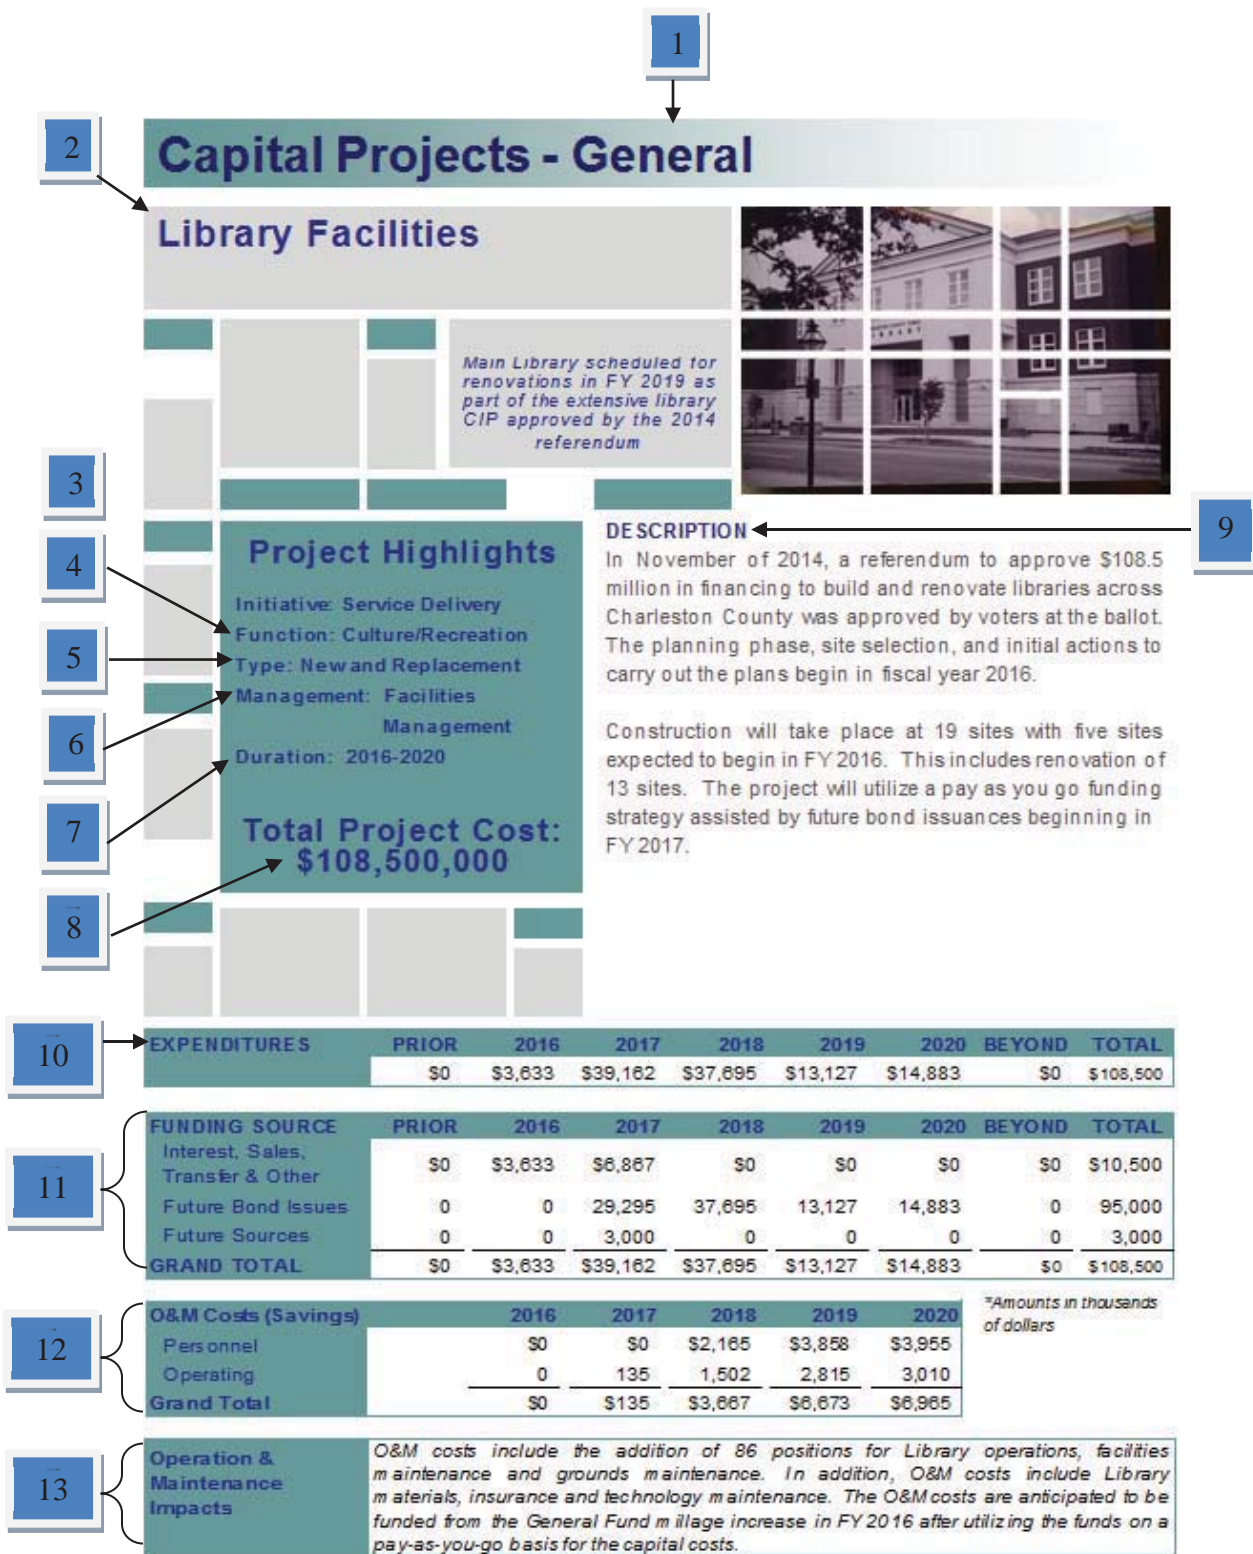 1
Capital Projects - General
2
Library Facilities
Main Library scheduled for
renovations in FY 2019 as
part of the extensive library
CIP approved by the 2014
referendum
3
4
5
6
7
8
Project Highlights
Initiative: Service Delivery
Function: Culture/Recreation
Type: New and Replacement
Management: Facilities
Management
Duration: 2016-2020
Total Project Cost:
$108,500,000
DESCRIPTION
9
In November of 2014, a referendum to approve $108.5
million in financing to build and renovate libraries across
Charleston County was approved by voters at the ballot.
The planning phase, site selection, and initial actions to
carry out the plans begin in fiscal year 2016.
Construction will take place at 19 sites with five sites
expected to begin in FY 2016. This includes renovation of
13 sites. The project will utilize a pay as you go funding
strategy assisted by future bond issuances beginning in
FY 2017.
10
EXPENDITURES PRIOR 2016 2017 2018 2019 2020 BEYOND TOTAL
$0 $3,633 $39,162 $37,695 $13,127 $14,883 $0 $108,500
11
FUNDING SOURCE PRIOR 2016 2017 2018 2019 2020 BEYOND TOTAL
Interest, Sales,
Transfer & Other $0 $3,633 $6,867 $0 $0 $0 $0 $10,500
Future Bond Issues 0 0 29,295 37,695 13,127 14,883 0 95,000
Future Sources 0 0 3,000 0 0 0 0 3,000
GRAND TOTAL $0 $3,633 $39,162 $37,695 $13,127 $14,883 $0 $108,500
12
O&M Costs (Savings) 2016 2017 2018 2019 2020
Personnel $0 $0 $2,165 $3,858 $3,955
Operating 0 135 1,502 2,815 3,010
Grand Total $0 $135 $3,667 $6,673 $6,965
*Amounts in thousands
of dollars
13
Operation &
Maintenance
Impacts
O&M costs include the addition of 86 positions for Library operations, facilities
maintenance and grounds maintenance. In addition, O&M costs include Library
materials, insurance and technology maintenance. The O&M costs are anticipated to be
funded from the General Fund millage increase in FY 2016 after utilizing the funds on a
pay-as-you-go basis for the capital costs.